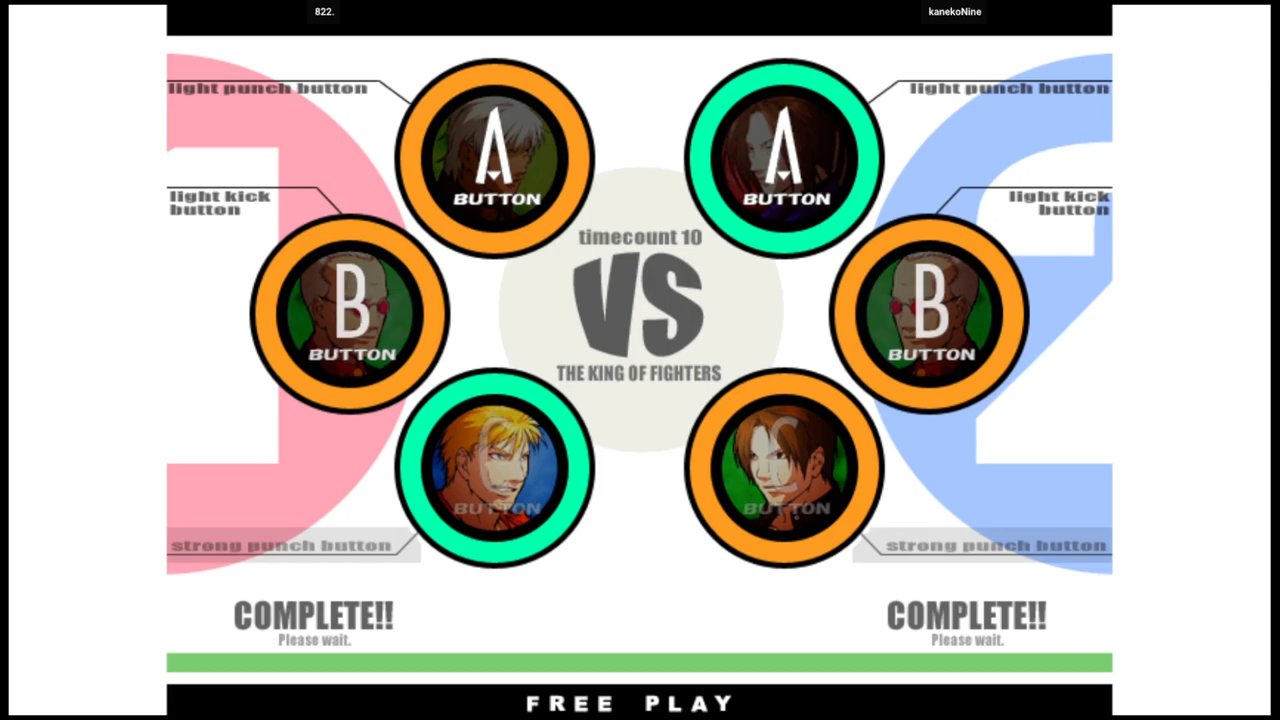 822.
kanekoNine
light punch button
light punch button
A
BUTTON
A
BUTTON
light kick
button
light kick
button
B
BUTTON
B
BUTTON
timecount 10
VS
THE KING OF FIGHTERS
C
BUTTON
C
BUTTON
strong punch button
strong punch button
COMPLETE!!
Please wait.
COMPLETE!!
Please wait.
FREE PLAY